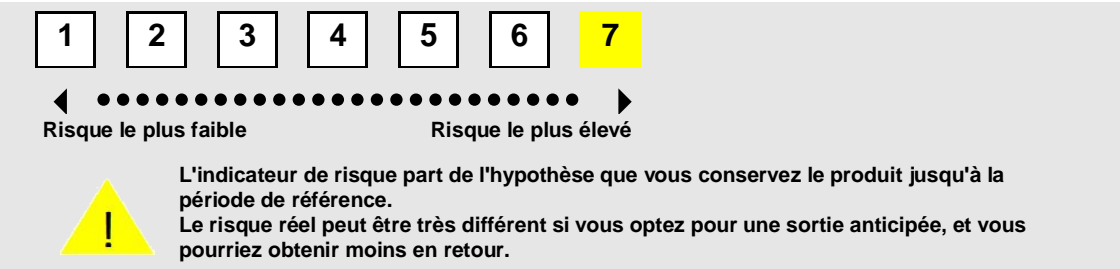 1 2 3 4 5 6 7
Risque le plus faible Risque le plus élevé
L'indicateur de risque part de l'hypothèse que vous conservez le produit jusqu'à la
période de référence.
Le risque réel peut être très différent si vous optez pour une sortie anticipée, et vous
pourriez obtenir moins en retour.
!